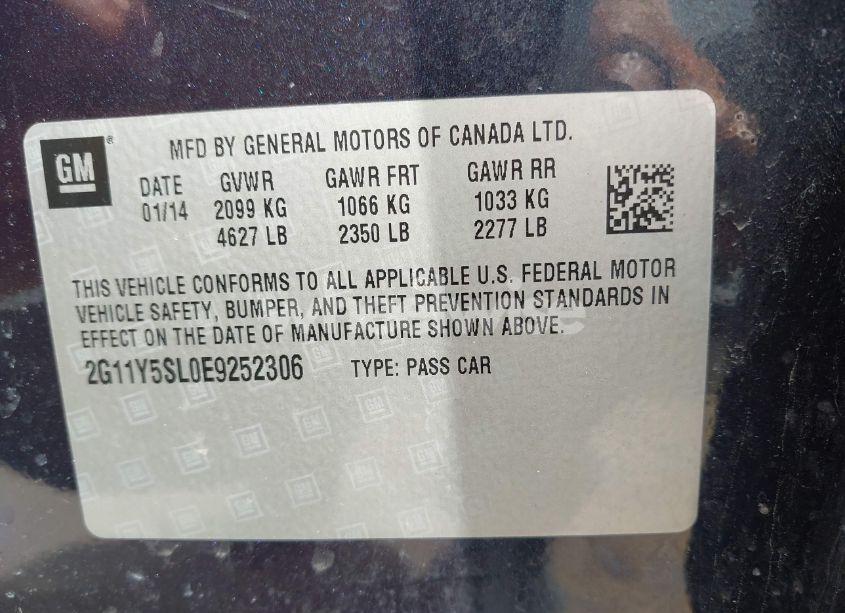 GM
MFD BY GENERAL MOTORS OF CANADA LTD.
DATE GVWR GAWR FRT GAWR RR
01/14 2099 KG 1066 KG 1033 KG
4627 LB 2350 LB 2277 LB
THIS VEHICLE CONFORMS TO ALL APPLICABLE U.S. FEDERAL MOTOR
VEHICLE SAFETY, BUMPER, AND THEFT PREVENTION STANDARDS IN
EFFECT ON THE DATE OF MANUFACTURE SHOWN ABOVE.
2G11Y5SL0E9252306 TYPE: PASS CAR